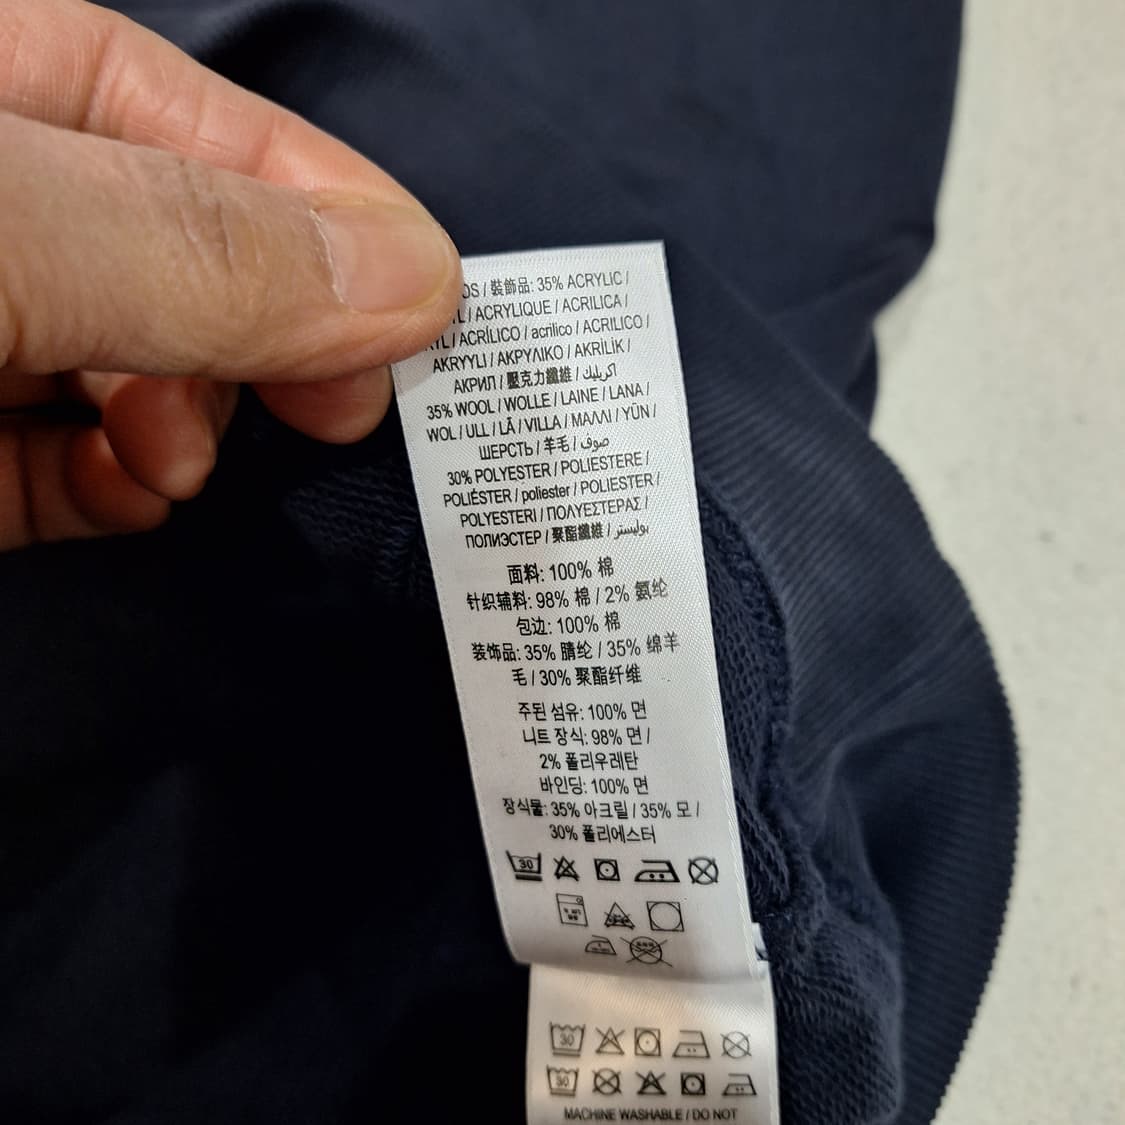 OS / 裝飾品: 35% ACRYLIC /
L / ACRYLIQUE / ACRILICA /
YL / ACRÍLICO / acrilico / ACRILICO /
AKRYYLI / ΑΚΡΥΛΙΚΟ / AKRİLİK /
АКРИЛ / 壓克力纖維 / اكريليك
35% WOOL / WOLLE / LAINE / LANA /
WOL / ULL / LÃ / VILLA / ΜΑΛΛΙ / YÜN /
ШЕРСТЬ / 羊毛 / صوف
30% POLYESTER / POLIESTERE /
POLIÉSTER / poliester / POLIESTER /
POLYESTERI / ΠΟΛΥΕΣΤΕΡΑΣ /
ПОЛИЭСТЕР / 聚酯纖維 / بوليستر
面料: 100% 棉
针织辅料: 98% 棉 / 2% 氨纶
包边: 100% 棉
装饰品: 35% 腈纶 / 35% 绵羊
毛 / 30% 聚酯纤维
주된 섬유: 100% 면
니트 장식: 98% 면 /
2% 폴리우레탄
바인딩: 100% 면
장식물: 35% 아크릴 / 35% 모 /
30% 폴리에스터
30
30
30
MACHINE WASHABLE / DO NOT